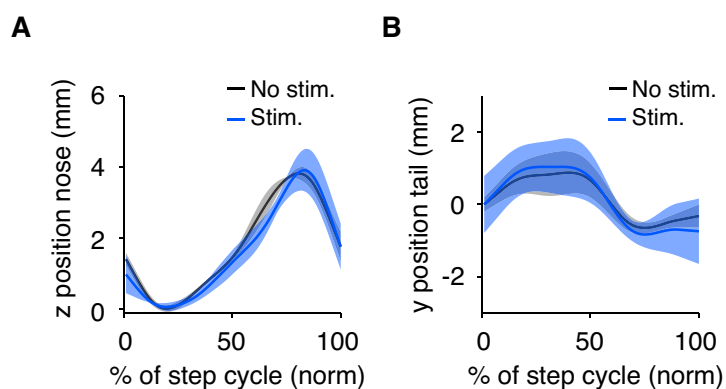 A
z position nose (mm)
6
4
2
0
No stim.
Stim.
0
50
100
% of step cycle (norm)
B
y position tail (mm)
2
0
-2
No stim.
Stim.
0
50
100
% of step cycle (norm)